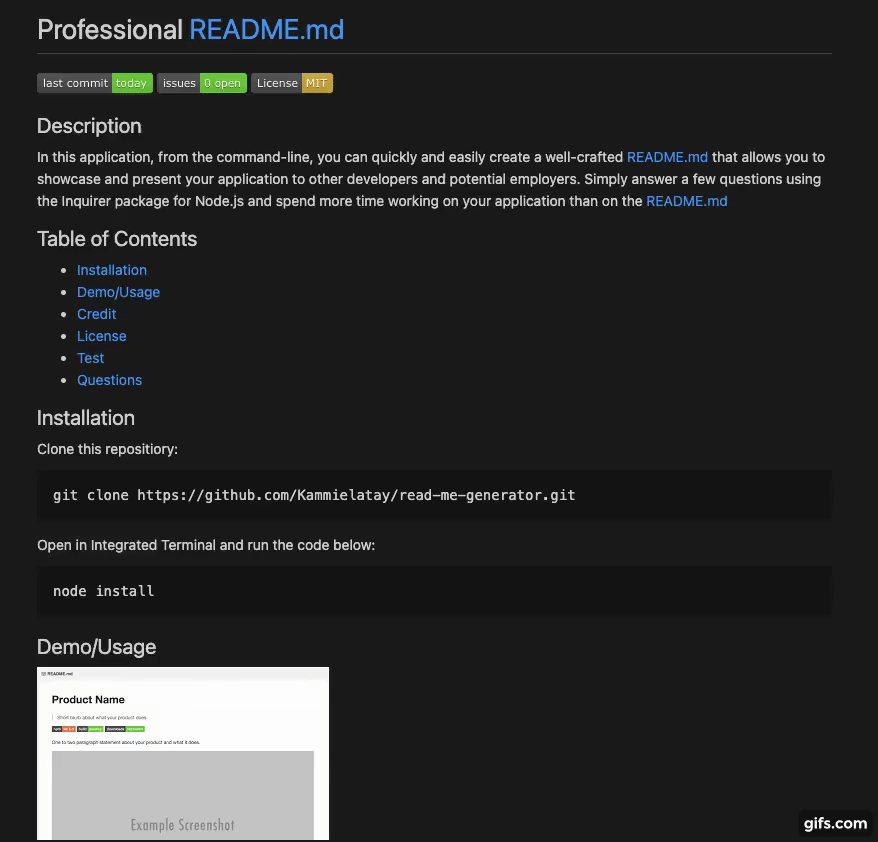 Professional README.md
last commit today issues 0 open License MIT
Description
In this application, from the command-line, you can quickly and easily create a well-crafted README.md that allows you to
showcase and present your application to other developers and potential employers. Simply answer a few questions using
the Inquirer package for Node.js and spend more time working on your application than on the README.md
Table of Contents
Installation
Demo/Usage
Credit
License
Test
Questions
Installation
Clone this repositiory:
git clone https://github.com/Kammielatay/read-me-generator.git
Open in Integrated Terminal and run the code below:
node install
Demo/Usage
README.md
Product Name
Short blurb about what your product does.
One to two paragraph statement about your product and what it does.
Example Screenshot
gifs.com